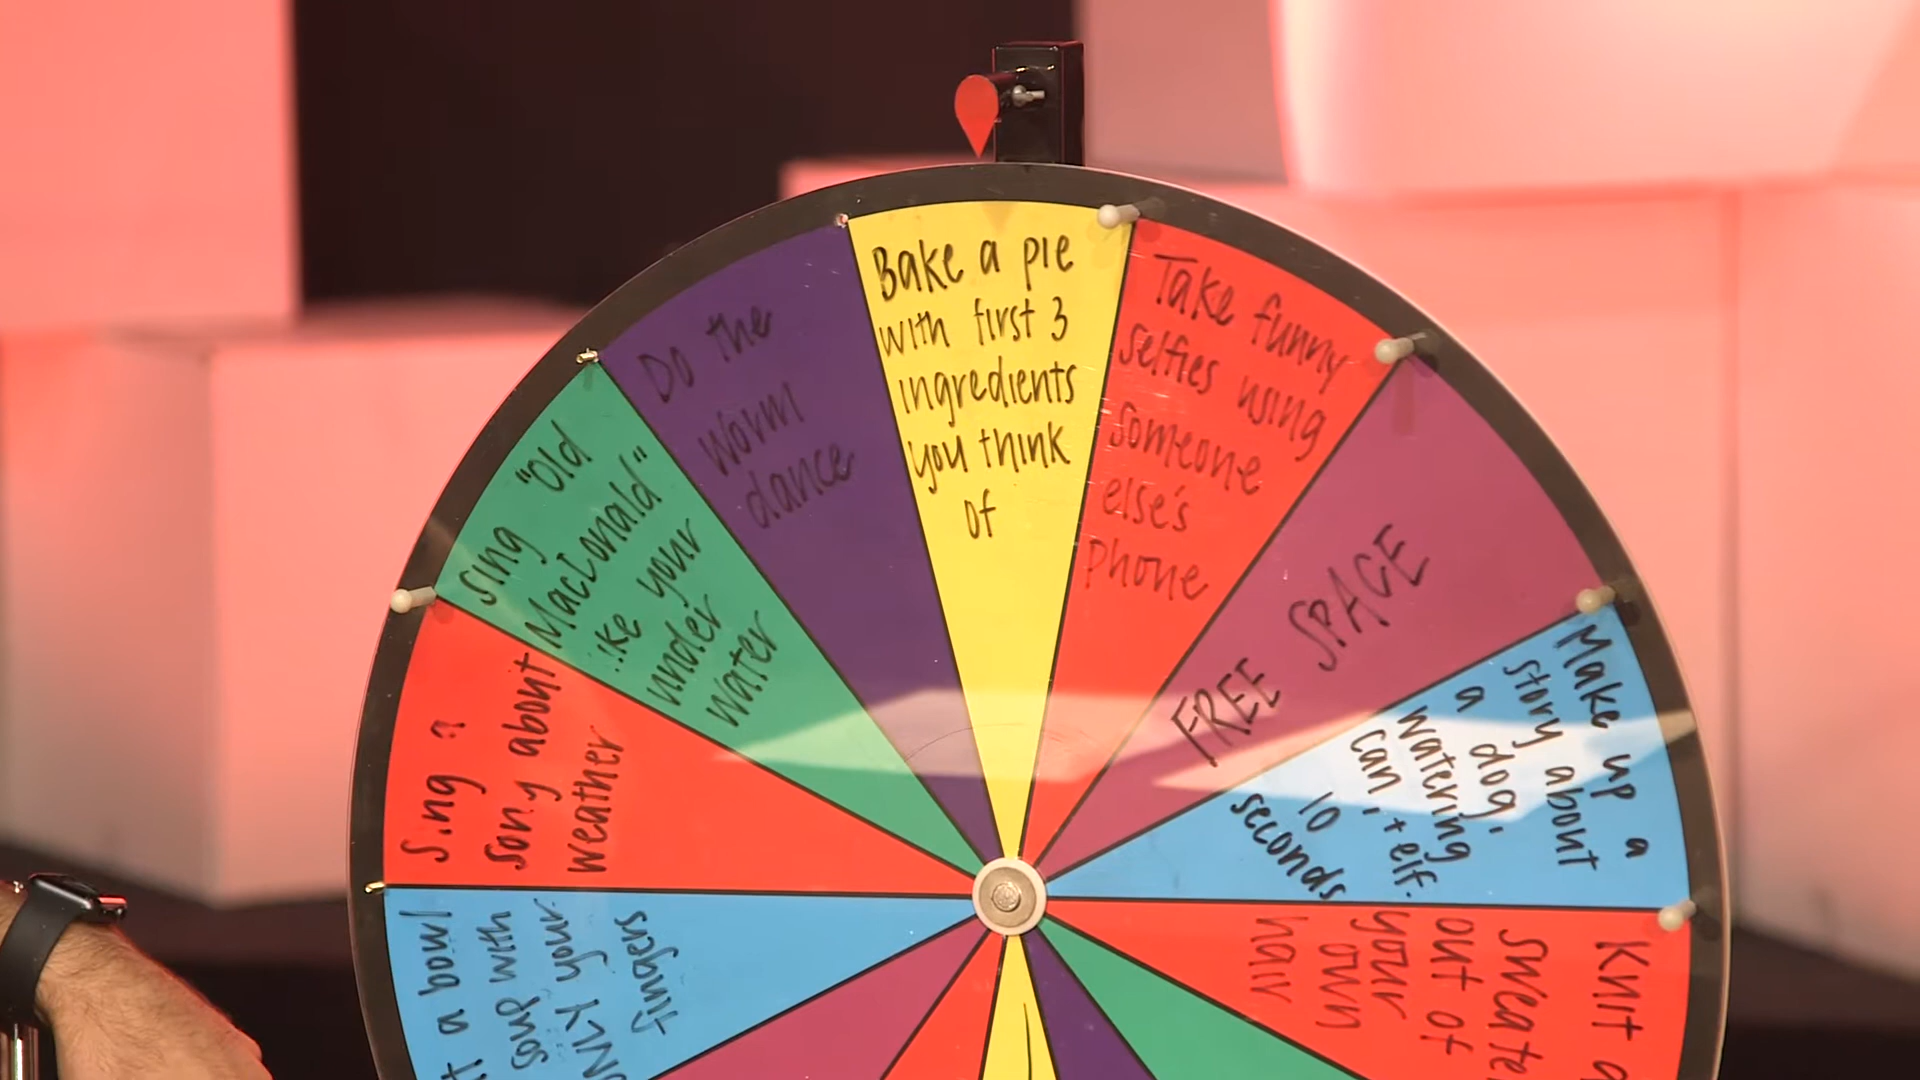 Bake a pie
with first 3
ingredients
you think
of
Take funny
selfies using
someone
else's
phone
FREE SPACE
Make up a
story about
a dog,
watering
can, + elf.
10
seconds
Knit a
out of
your
own
hair
a bowl
soup with
ONLY your
fingers
Sing a
song about
weather
Sing "Old
MacDonald"
like your
under
water
Do the
worm
dance